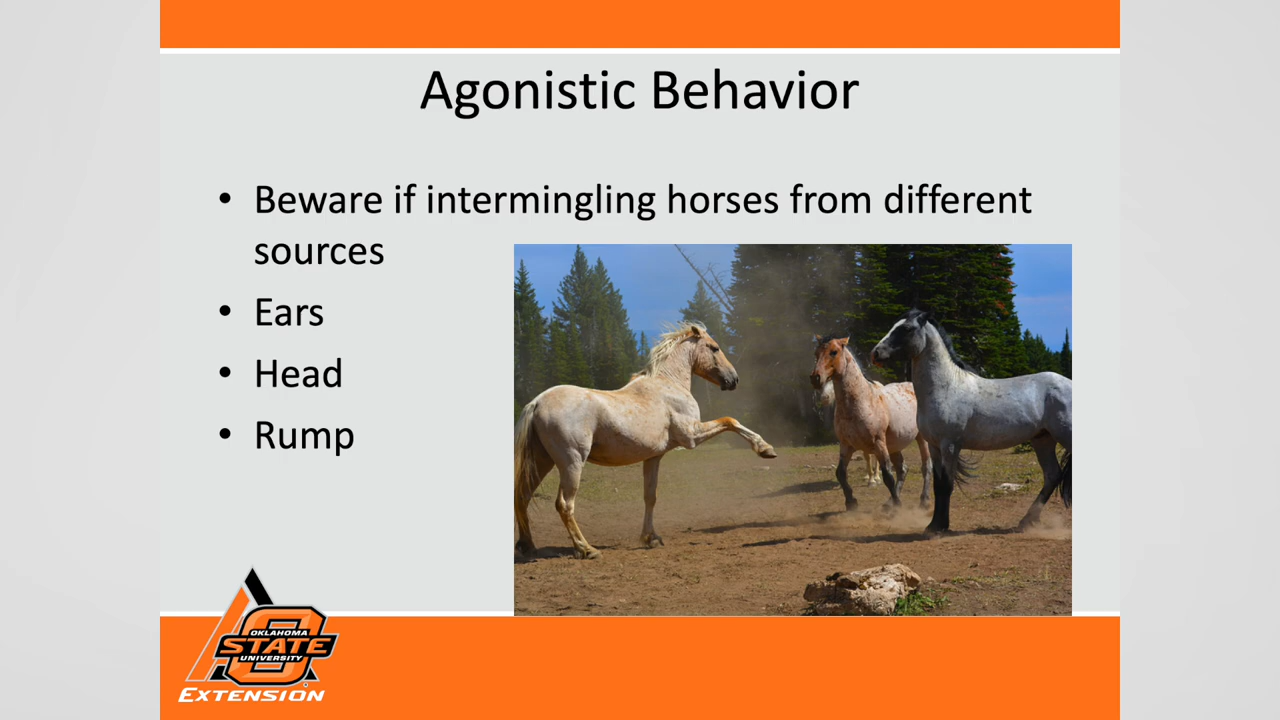 Agonistic Behavior
• Beware if intermingling horses from different
sources
• Ears
• Head
• Rump
OKLAHOMA
STATE
UNIVERSITY
EXTENSION